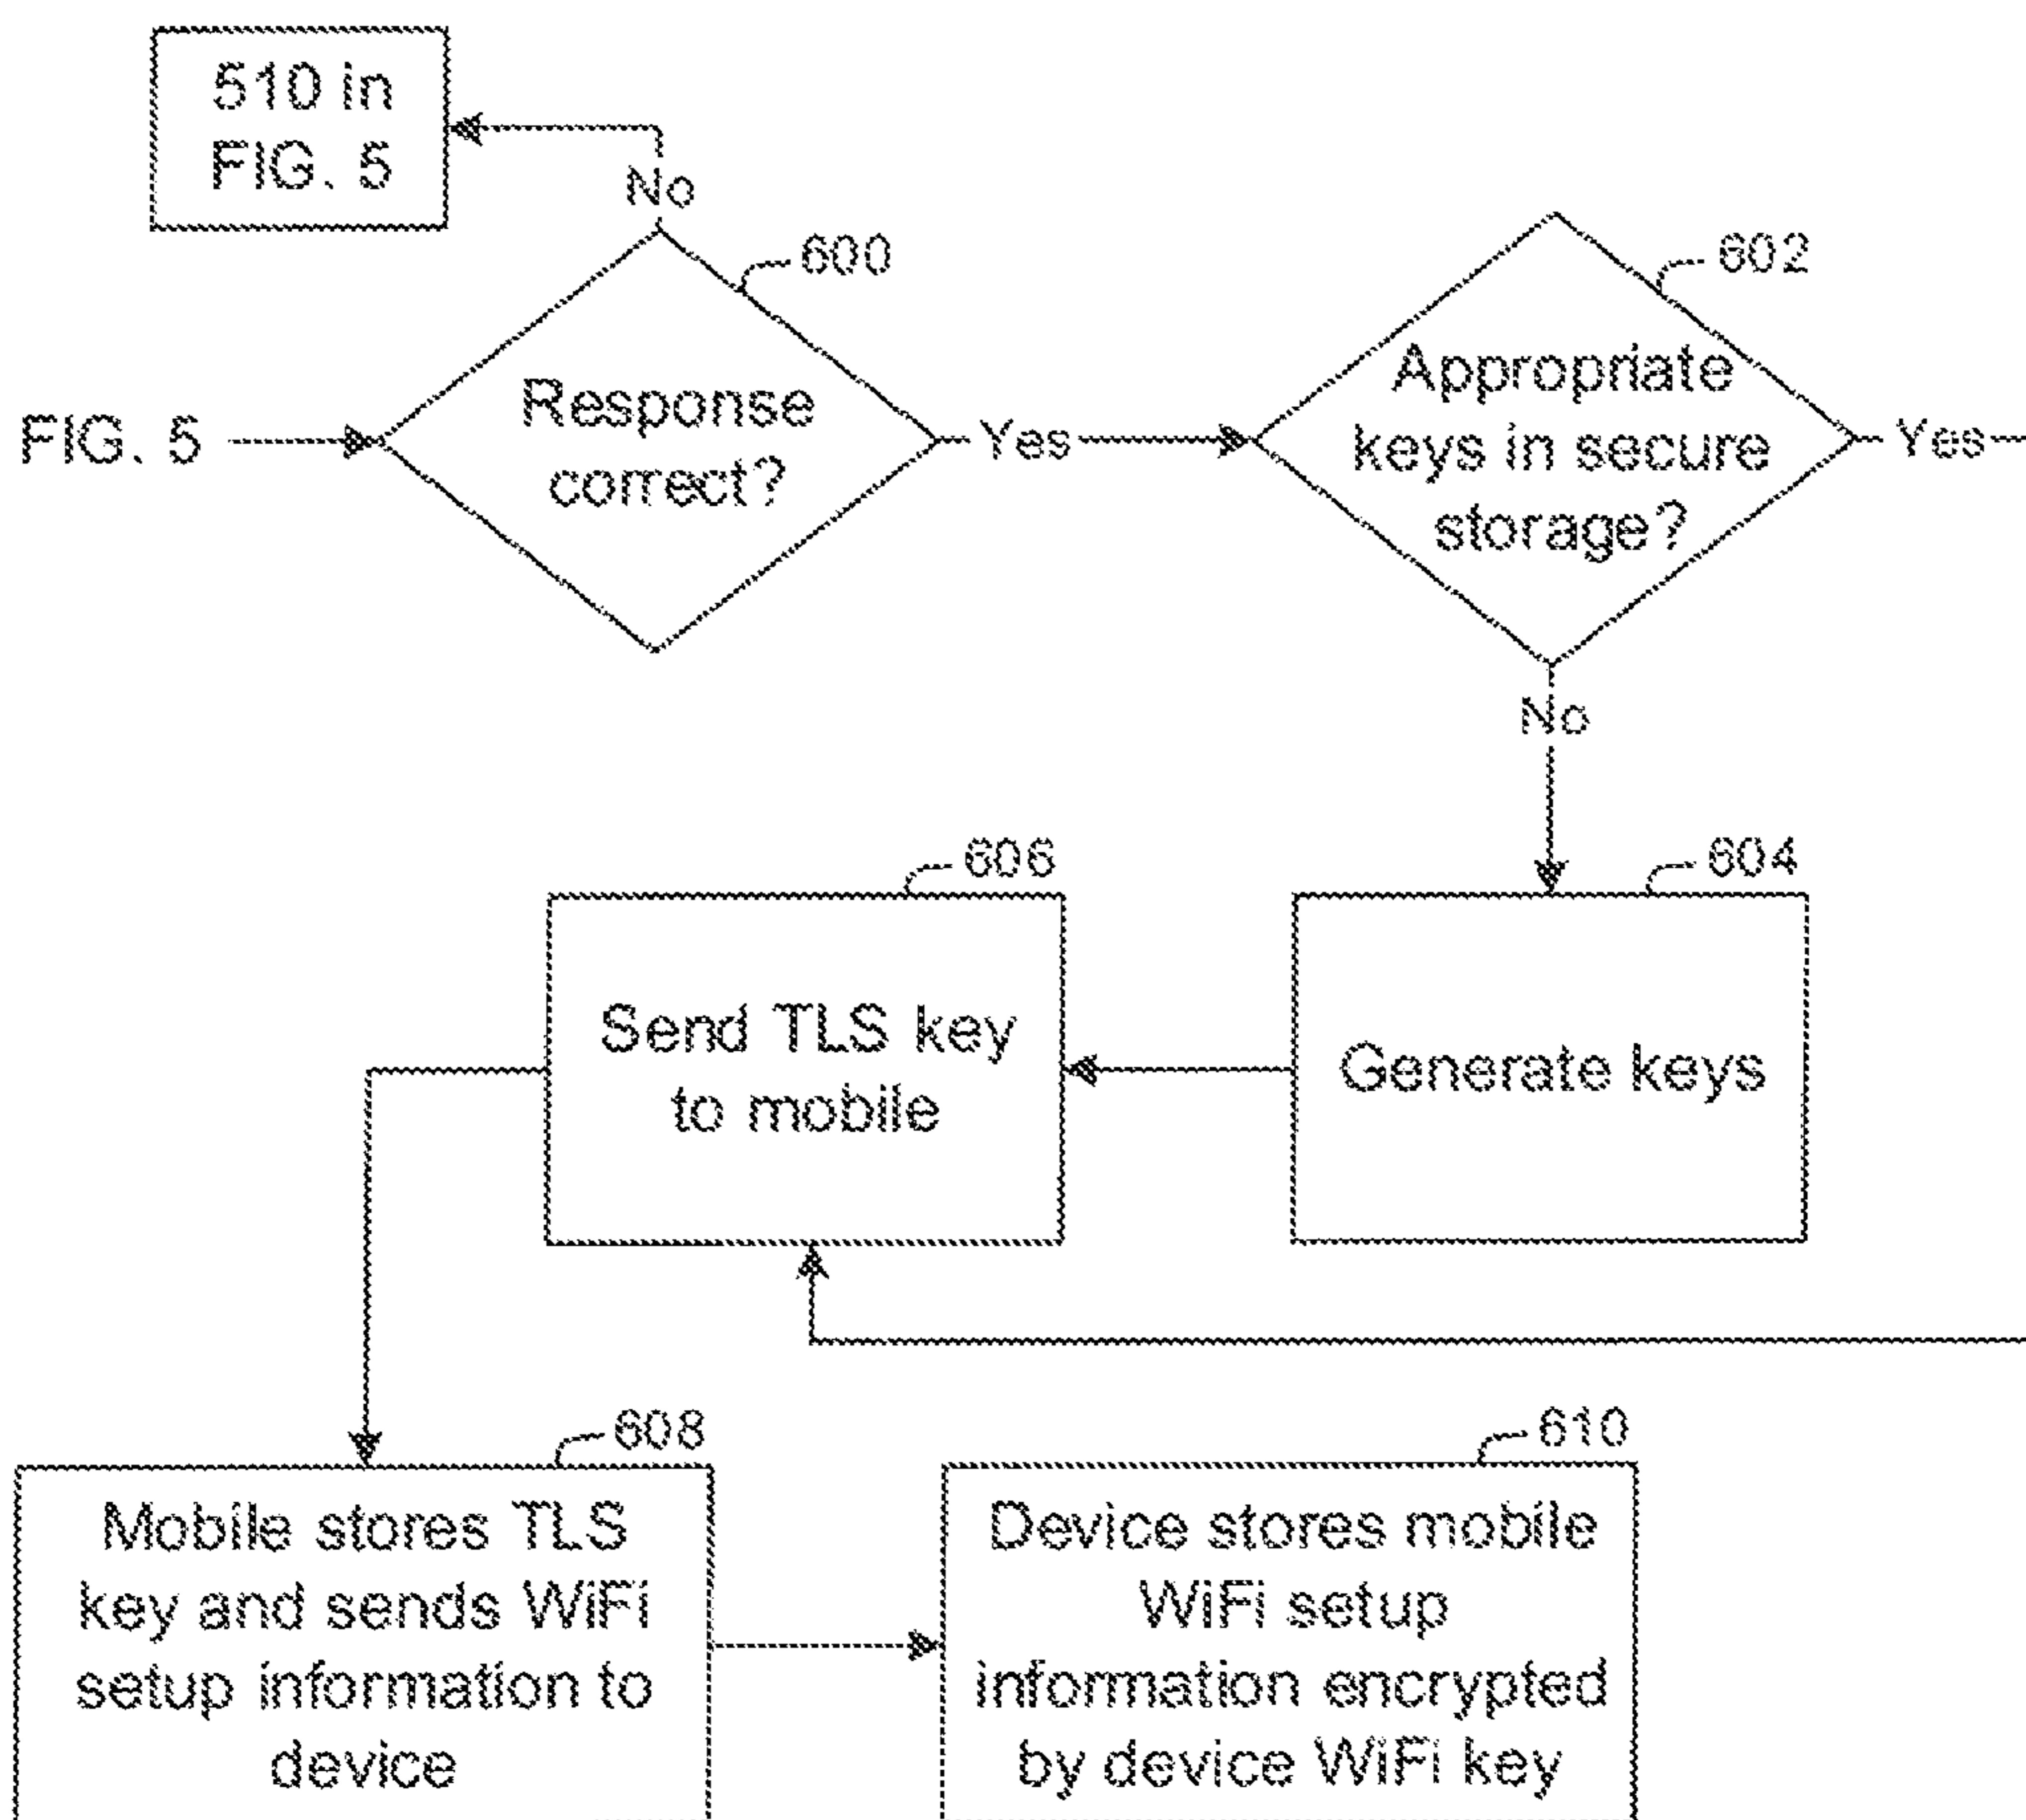 510 in
FIG. 5
No
600
602
FIG. 5
Response
correct?
Yes
Appropriate
keys in secure
storage?
Yes
No
606
604
Send TLS key
to mobile
Generate keys
608
610
Mobile stores TLS
key and sends WiFi
setup information to
device
Device stores mobile
WiFi setup
information encrypted
by device WiFi key